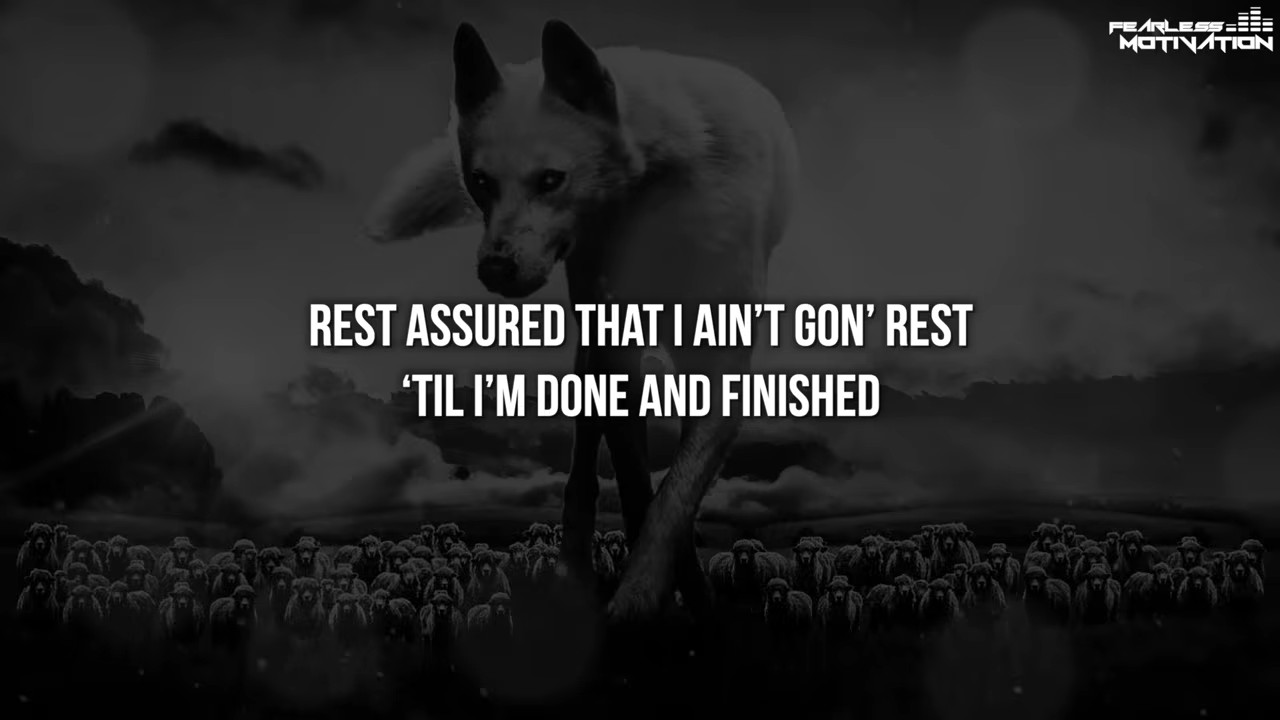 FEARLESS
MOTIVATION
REST ASSURED THAT I AIN’T GON’ REST
‘TIL I’M DONE AND FINISHED